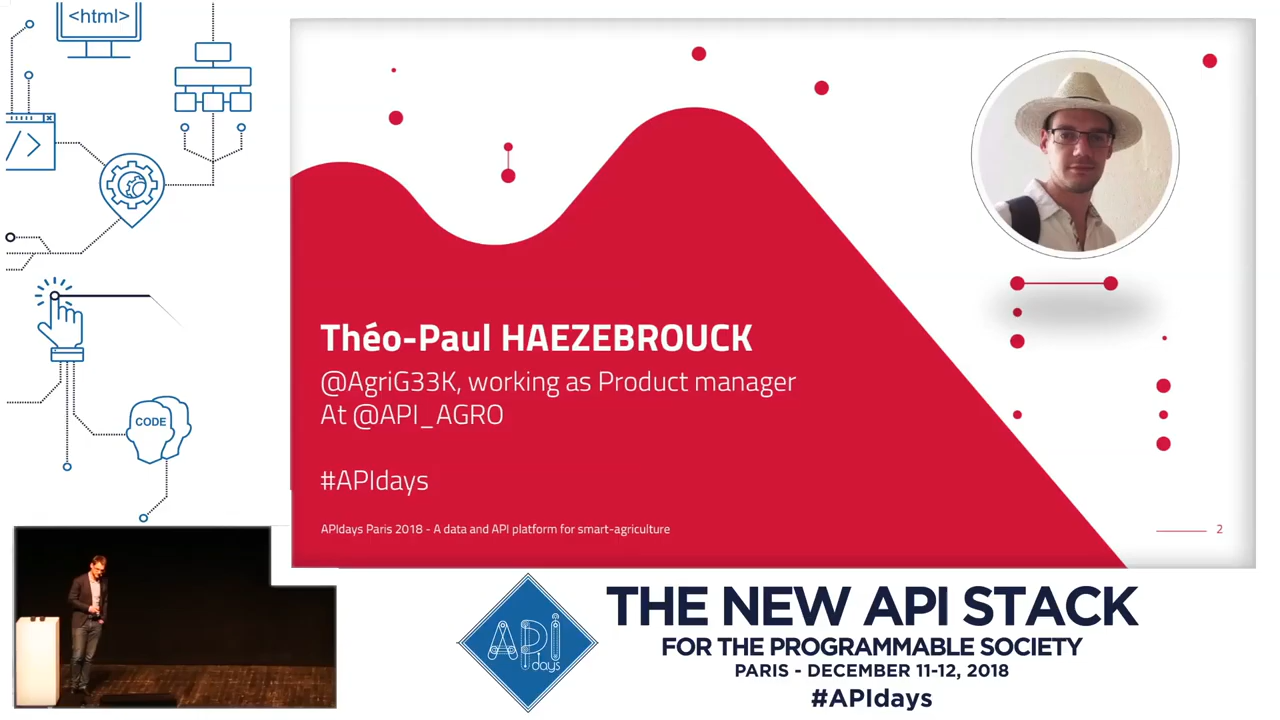 <html>
</>
CODE
Théo-Paul HAEZEBROUCK
@AgriG33K, working as Product manager
At @API_AGRO
#APIdays
APIdays Paris 2018 - A data and API platform for smart-agriculture
2
API
days
THE NEW API STACK
FOR THE PROGRAMMABLE SOCIETY
PARIS - DECEMBER 11-12, 2018
#APIdays